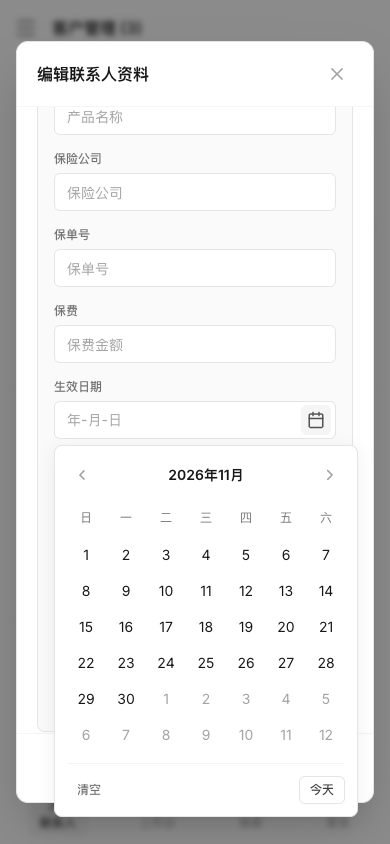 客户管理 (3)
编辑联系人资料
产品名称
保险公司
保险公司
保单号
保单号
保费
保费金额
生效日期
年-月-日
2026年11月
日 一 二 三 四 五 六
1 2 3 4 5 6 7
8 9 10 11 12 13 14
15 16 17 18 19 20 21
22 23 24 25 26 27 28
29 30 1 2 3 4 5
6 7 8 9 10 11 12
清空 今天